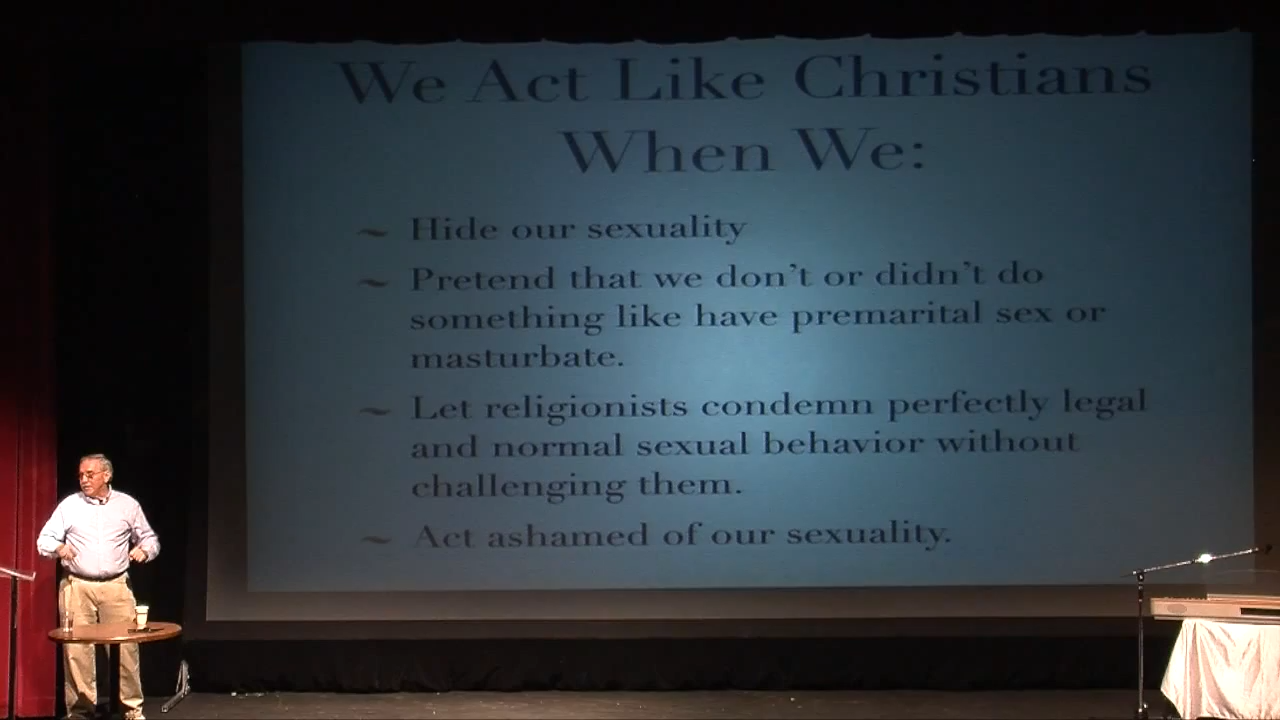 We Act Like Christians
When We:
~ Hide our sexuality
~ Pretend that we don't or didn't do
something like have premarital sex or
masturbate.
~ Let religionists condemn perfectly legal
and normal sexual behavior without
challenging them.
~ Act ashamed of our sexuality.